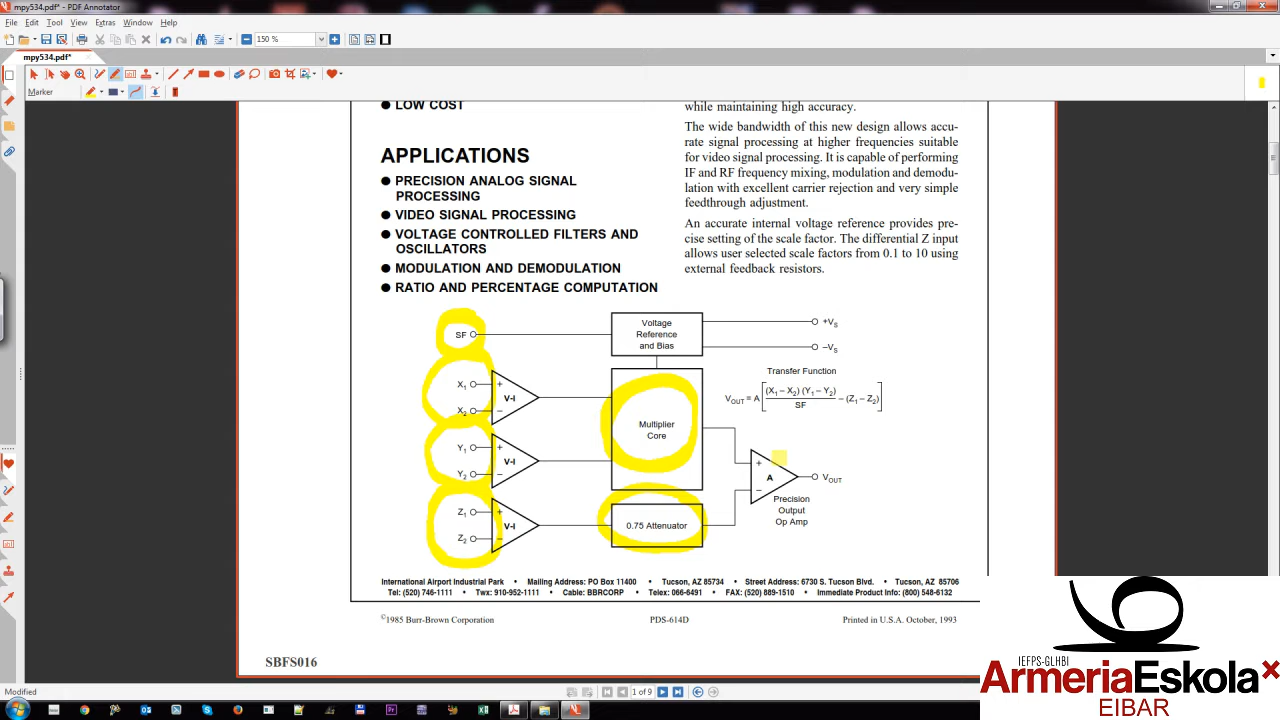 mpy534.pdf* - PDF Annotator
File Edit Tool View Extras Window Help
150 %
mpy534.pdf*
Marker
LOW COST
while maintaining high accuracy.
The wide bandwidth of this new design allows accu-
rate signal processing at higher frequencies suitable
for video signal processing. It is capable of performing
IF and RF frequency mixing, modulation and demodu-
lation with excellent carrier rejection and very simple
feedthrough adjustment.
An accurate internal voltage reference provides pre-
cise setting of the scale factor. The differential Z input
allows user selected scale factors from 0.1 to 10 using
external feedback resistors.
APPLICATIONS
● PRECISION ANALOG SIGNAL
PROCESSING
● VIDEO SIGNAL PROCESSING
● VOLTAGE CONTROLLED FILTERS AND
OSCILLATORS
● MODULATION AND DEMODULATION
● RATIO AND PERCENTAGE COMPUTATION
SF
Voltage
Reference
and Bias
+VS
–VS
Transfer Function
VOUT = A [(X1 – X2) (Y1 – Y2) / SF – (Z1 – Z2)]
X1
+
V-I
X2
–
Multiplier
Core
Y1
+
V-I
Y2
–
+
A
–
VOUT
Precision
Output
Op Amp
Z1
+
V-I
Z2
–
0.75 Attenuator
International Airport Industrial Park • Mailing Address: PO Box 11400 • Tucson, AZ 85734 • Street Address: 6730 S. Tucson Blvd. • Tucson, AZ 85706
Tel: (520) 746-1111 • Twx: 910-952-1111 • Cable: BBRCORP • Telex: 066-6491 • FAX: (520) 889-1510 • Immediate Product Info: (800) 548-6132
©1985 Burr-Brown Corporation PDS-614D Printed in U.S.A. October, 1993
SBFS016
IEFPS-GLHBI
ArmeriaEskola
EIBAR
Modified
1 of 9